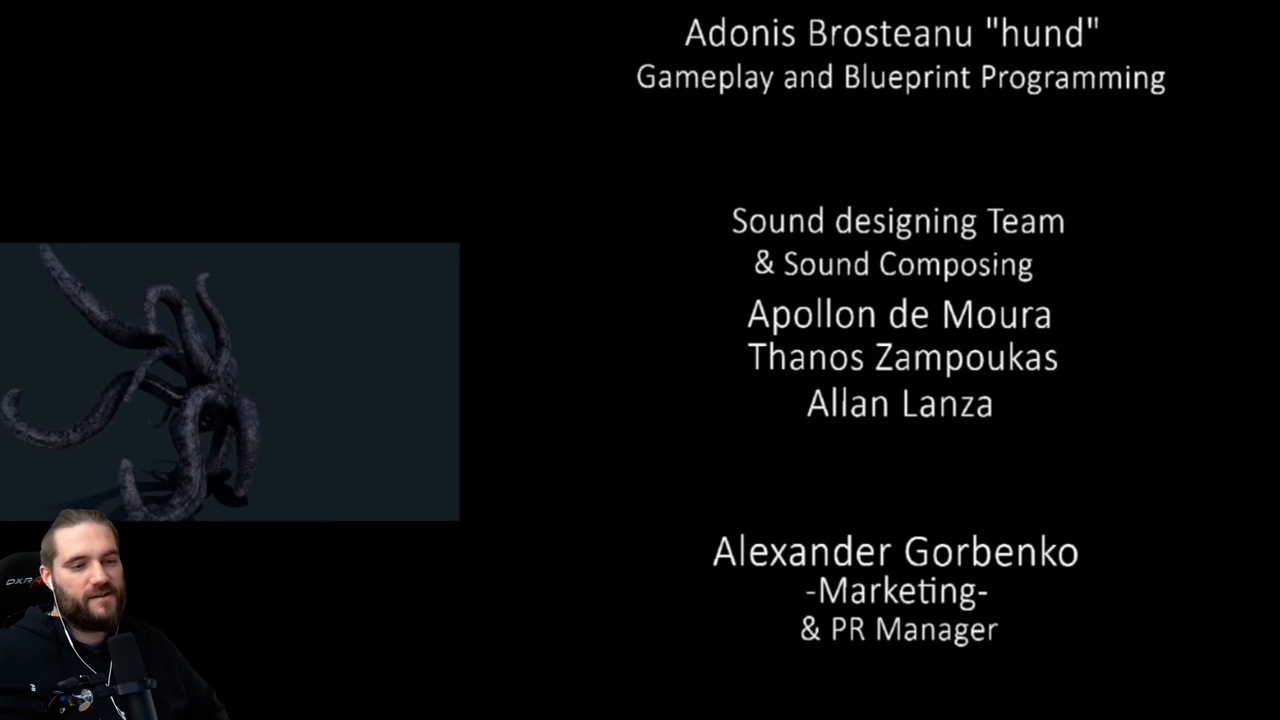 Adonis Brosteanu "hund"
Gameplay and Blueprint Programming
Sound designing Team
& Sound Composing
Apollon de Moura
Thanos Zampoukas
Allan Lanza
Alexander Gorbenko
-Marketing-
& PR Manager
DXR